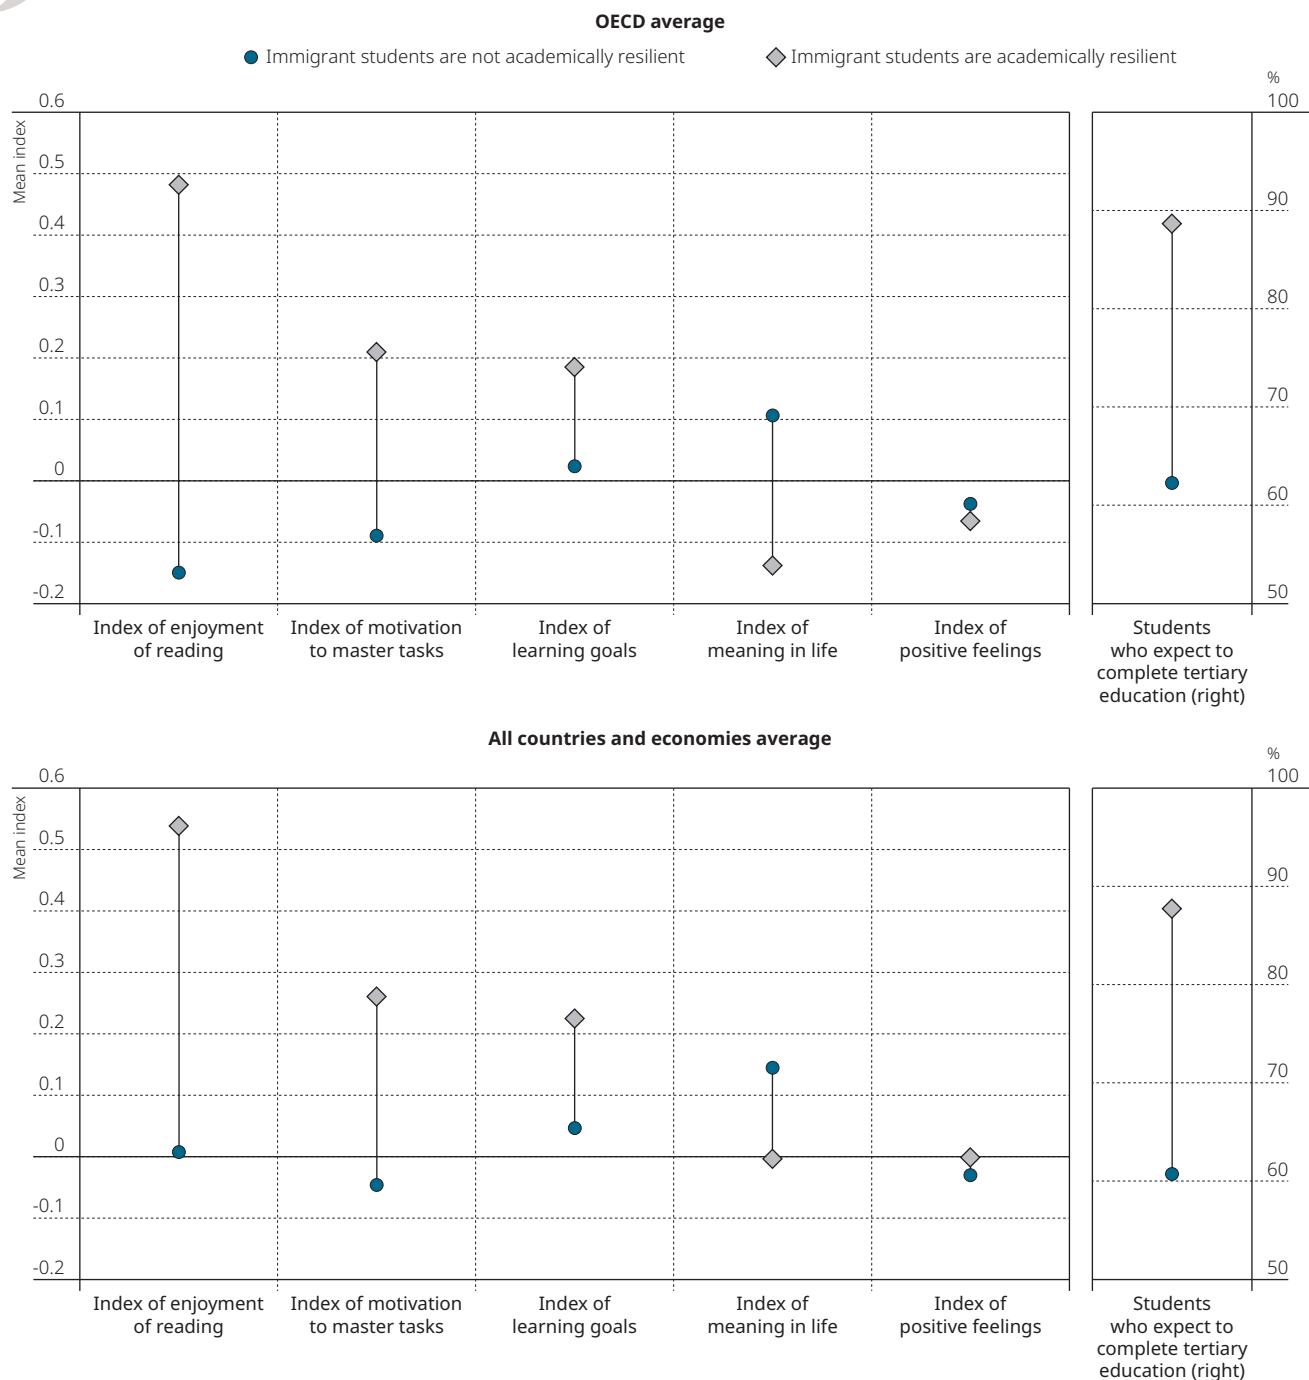 OECD average
Immigrant students are not academically resilient
Immigrant students are academically resilient
%
0.6
100
Mean index
0.5
90
0.4
0.3
80
0.2
70
0.1
0
60
-0.1
-0.2
50
Index of enjoyment
of reading
Index of motivation
to master tasks
Index of
learning goals
Index of
meaning in life
Index of
positive feelings
Students
who expect to
complete tertiary
education (right)
All countries and economies average
%
0.6
100
Mean index
0.5
90
0.4
0.3
80
0.2
70
0.1
0
60
-0.1
-0.2
50
Index of enjoyment
of reading
Index of motivation
to master tasks
Index of
learning goals
Index of
meaning in life
Index of
positive feelings
Students
who expect to
complete tertiary
education (right)